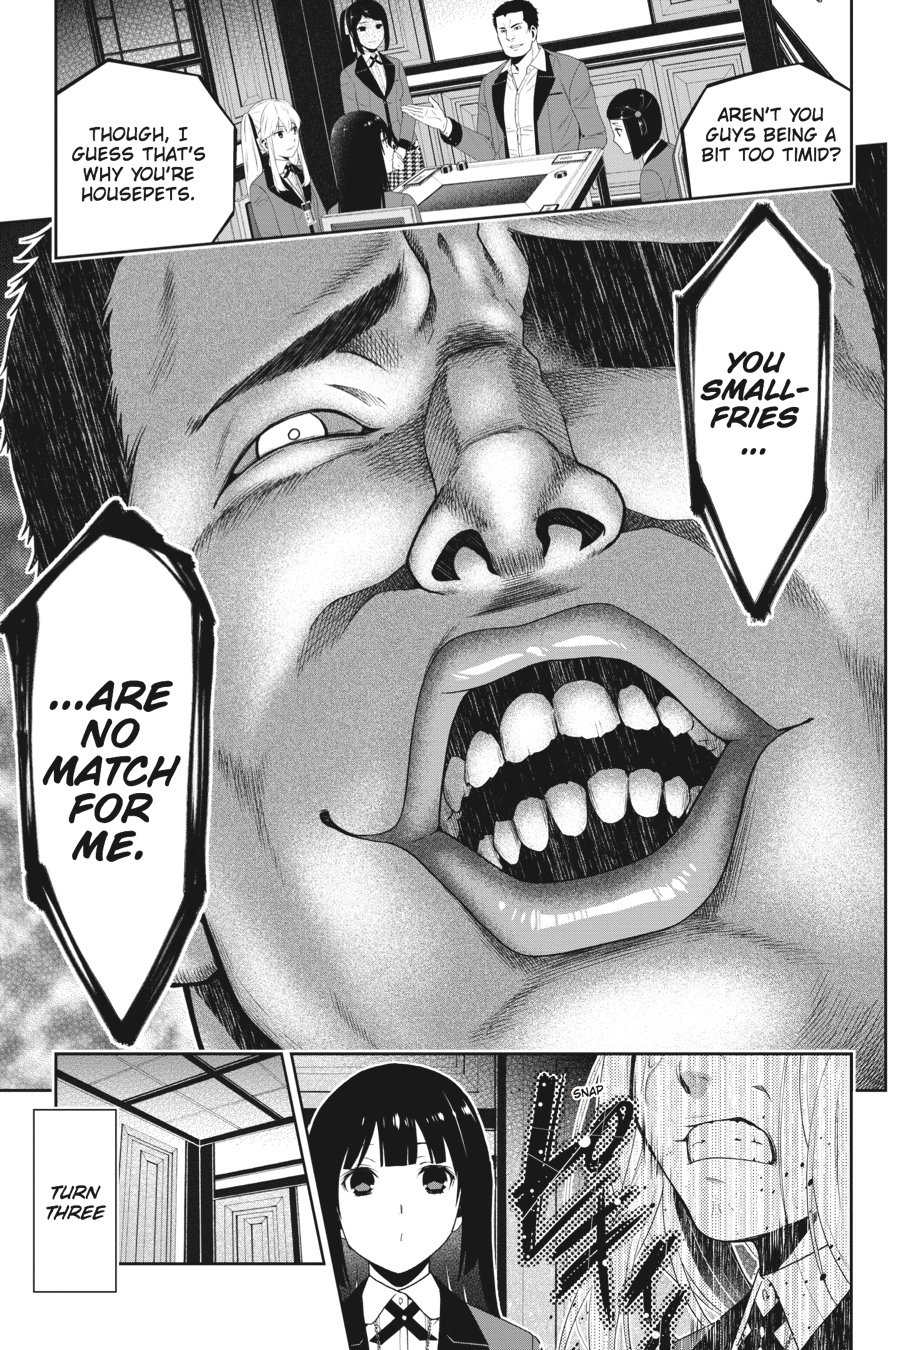 AREN'T YOU
GUYS BEING A
BIT TOO TIMID?
THOUGH, I
GUESS THAT'S
WHY YOU'RE
HOUSEPETS.
YOU
SMALL-
FRIES
...
...ARE
NO
MATCH
FOR
ME.
SNAP
TURN
THREE